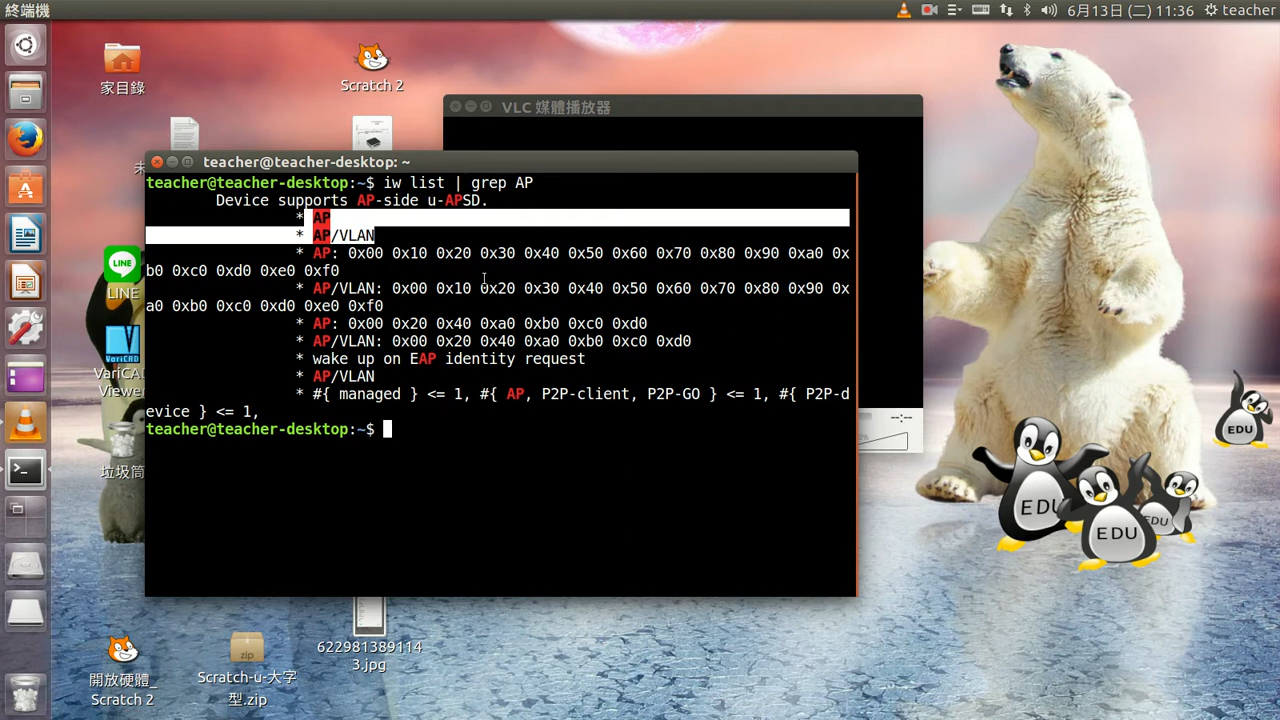 終端機
6月13日 (二) 11:36
teacher
家目錄
Scratch 2
VLC 媒體播放器
未
teacher@teacher-desktop: ~
teacher@teacher-desktop:~$ iw list | grep AP
Device supports AP-side u-APSD.
* AP
* AP/VLAN
* AP: 0x00 0x10 0x20 0x30 0x40 0x50 0x60 0x70 0x80 0x90 0xa0 0x
b0 0xc0 0xd0 0xe0 0xf0
* AP/VLAN: 0x00 0x10 0x20 0x30 0x40 0x50 0x60 0x70 0x80 0x90 0x
a0 0xb0 0xc0 0xd0 0xe0 0xf0
* AP: 0x00 0x20 0x40 0xa0 0xb0 0xc0 0xd0
* AP/VLAN: 0x00 0x20 0x40 0xa0 0xb0 0xc0 0xd0
* wake up on EAP identity request
* AP/VLAN
* #{ managed } <= 1, #{ AP, P2P-client, P2P-GO } <= 1, #{ P2P-d
evice } <= 1,
teacher@teacher-desktop:~$
LINE
LINE
VariCA
Viewer
垃圾筒
--:--
EDU
EDU
EDU
EDU
開放硬體_
Scratch 2
zip
Scratch-u-大字
型.zip
622981389114
3.jpg